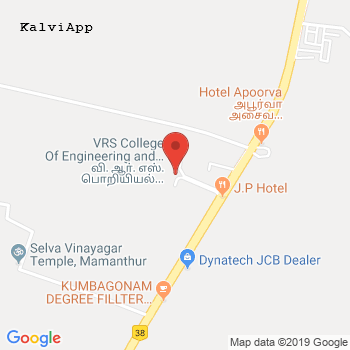 KalviApp
Hotel Apoorva
அபூர்வா
அசைவ...
VRS College
Of Engineering and...
வி. ஆர். எஸ்.
பொறியியல்...
J.P Hotel
Selva Vinayagar
Temple, Mamanthur
Dynatech JCB Dealer
KUMBAGONAM
DEGREE FILLTER...
38
Google
Map data ©2019 Google